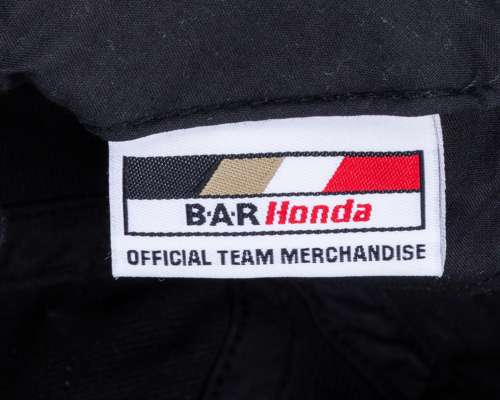 B·A·R Honda
OFFICIAL TEAM MERCHANDISE